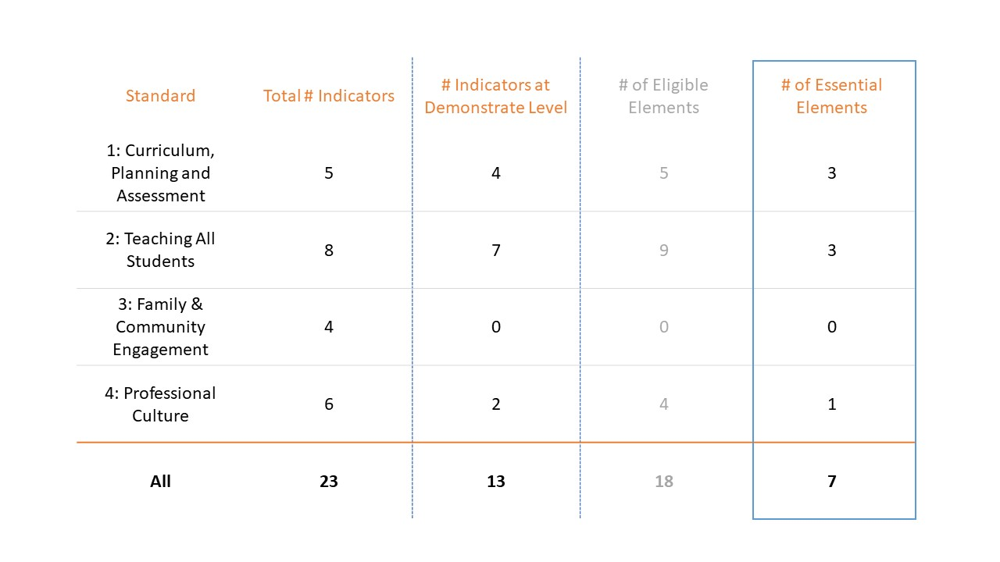 Standard
Total # Indicators
# Indicators at
Demonstrate Level
# of Eligible
Elements
# of Essential
Elements
1: Curriculum,
Planning and
Assessment
5
4
5
3
2: Teaching All
Students
8
7
9
3
3: Family &
Community
Engagement
4
0
0
0
4: Professional
Culture
6
2
4
1
All
23
13
18
7